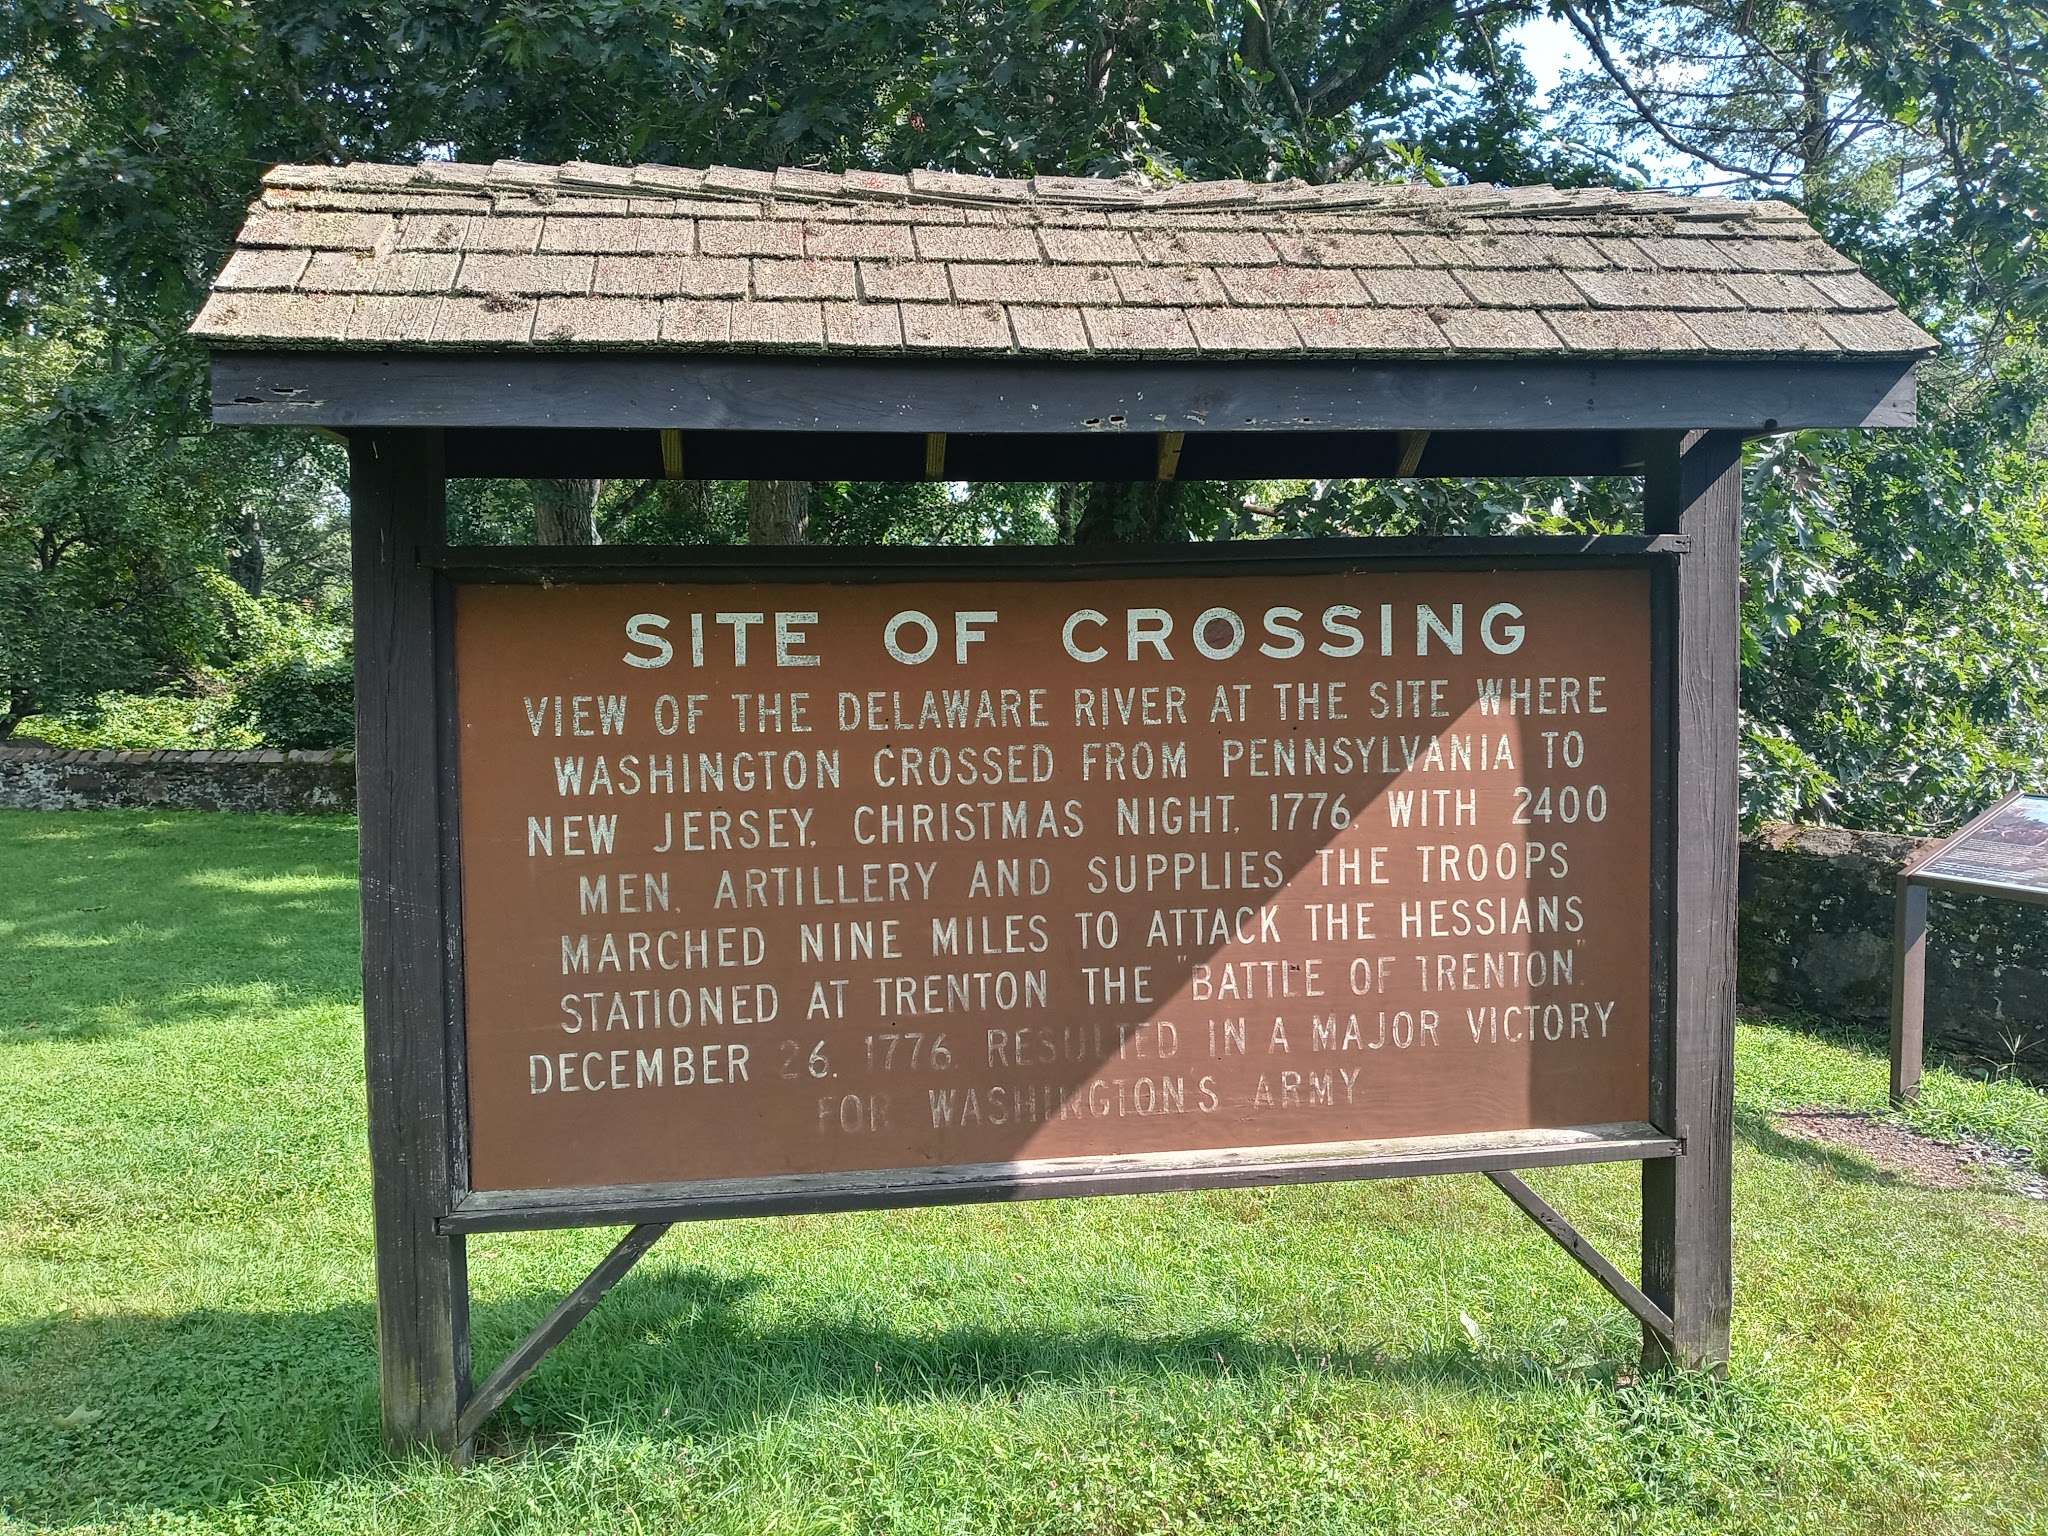 SITE OF CROSSING
VIEW OF THE DELAWARE RIVER AT THE SITE WHERE
WASHINGTON CROSSED FROM PENNSYLVANIA TO
NEW JERSEY, CHRISTMAS NIGHT, 1776, WITH 2400
MEN, ARTILLERY AND SUPPLIES. THE TROOPS
MARCHED NINE MILES TO ATTACK THE HESSIANS
STATIONED AT TRENTON THE "BATTLE OF TRENTON,"
DECEMBER 26, 1776, RESULTED IN A MAJOR VICTORY
FOR WASHINGTON'S ARMY